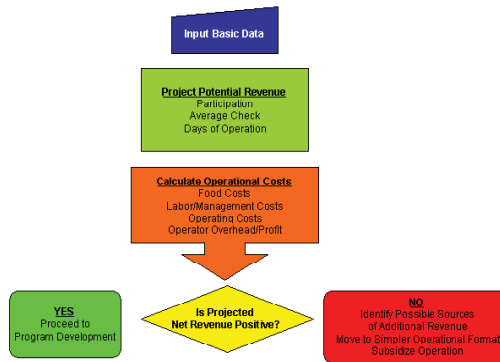 Input Basic Data
Project Potential Revenue
Participation
Average Check
Days of Operation
Calculate Operational Costs
Food Costs
Labor/Management Costs
Operating Costs
Operator Overhead/Profit
YES
Proceed to
Program Development
Is Projected
Net Revenue Positive?
NO
Identify Possible Sources
of Additional Revenue
Move to Simpler Operational Format
Subsidize Operation